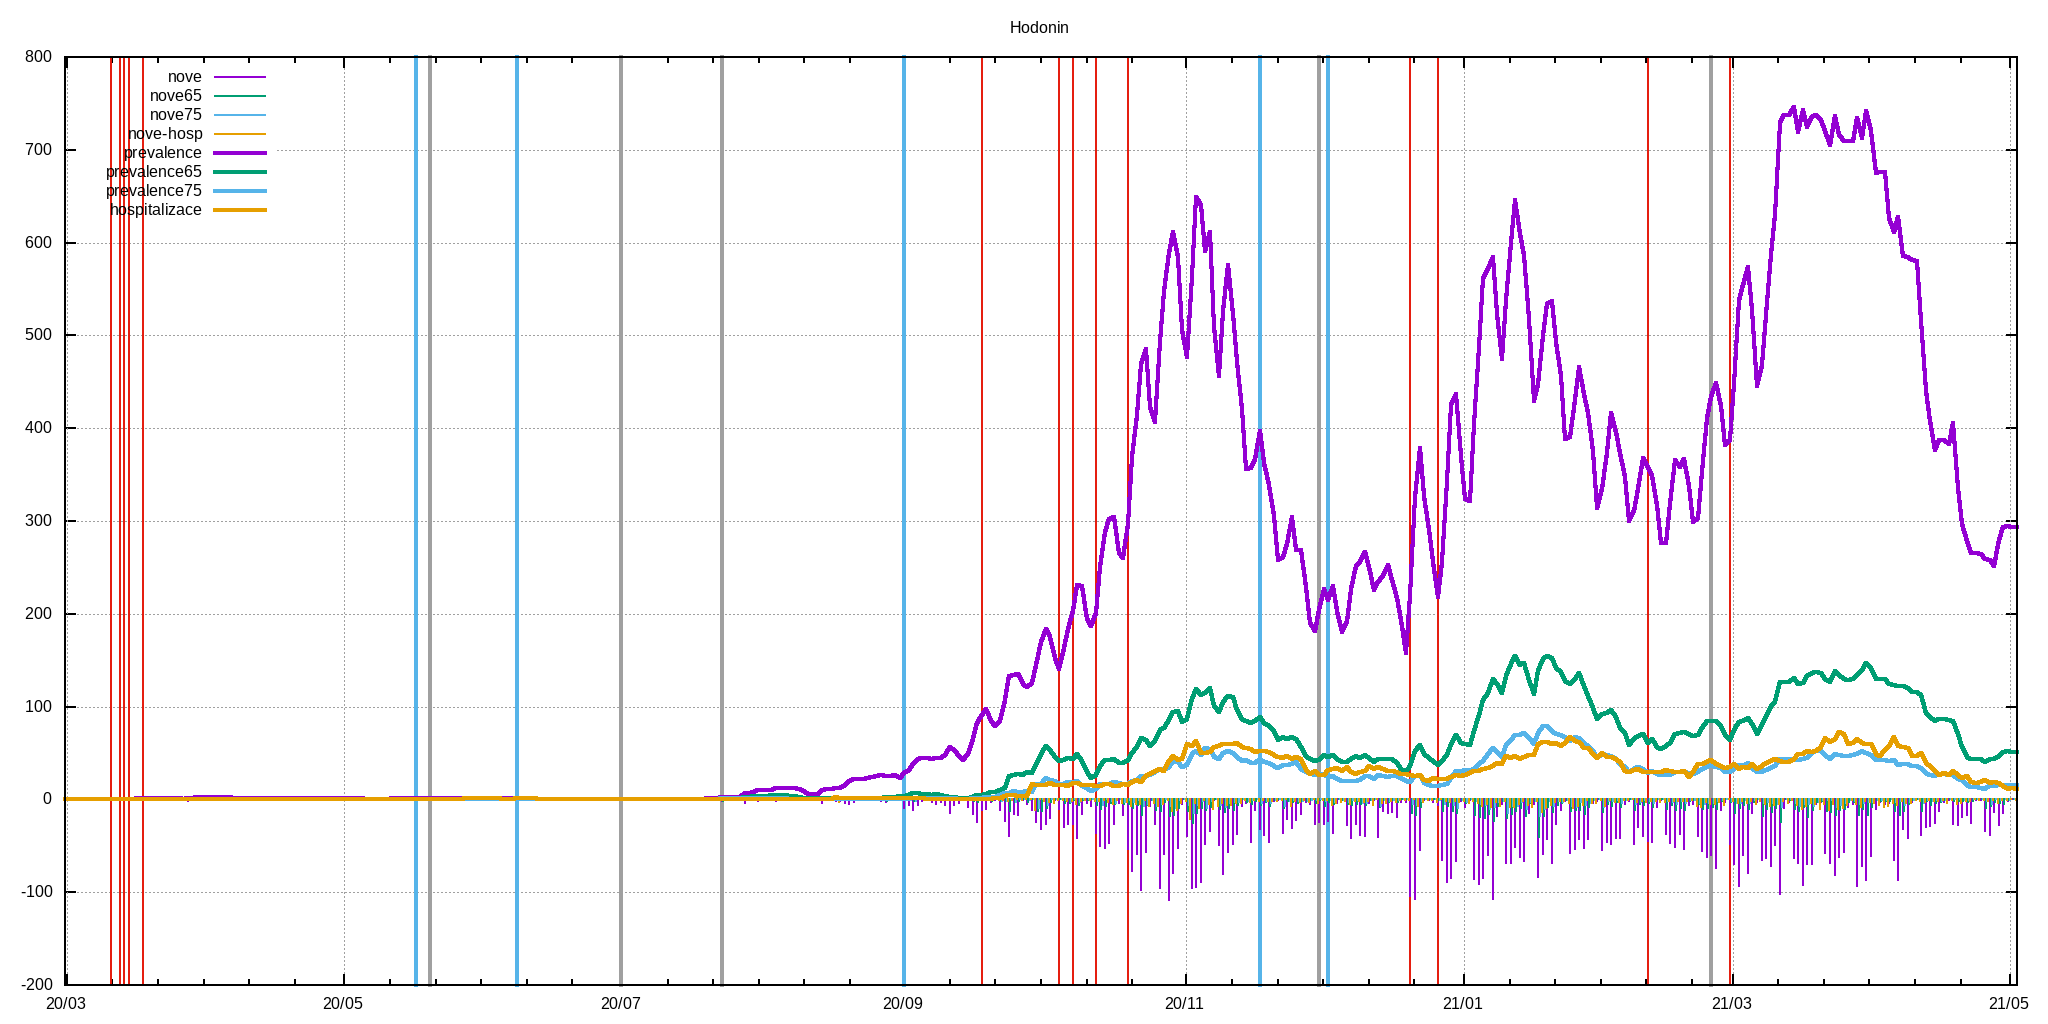 Hodonin
800
700
600
500
400
300
200
100
0
-100
-200
nove
nove65
nove75
nove-hosp
prevalence
prevalence65
prevalence75
hospitalizace
20/03
20/05
20/07
20/09
20/11
21/01
21/03
21/05